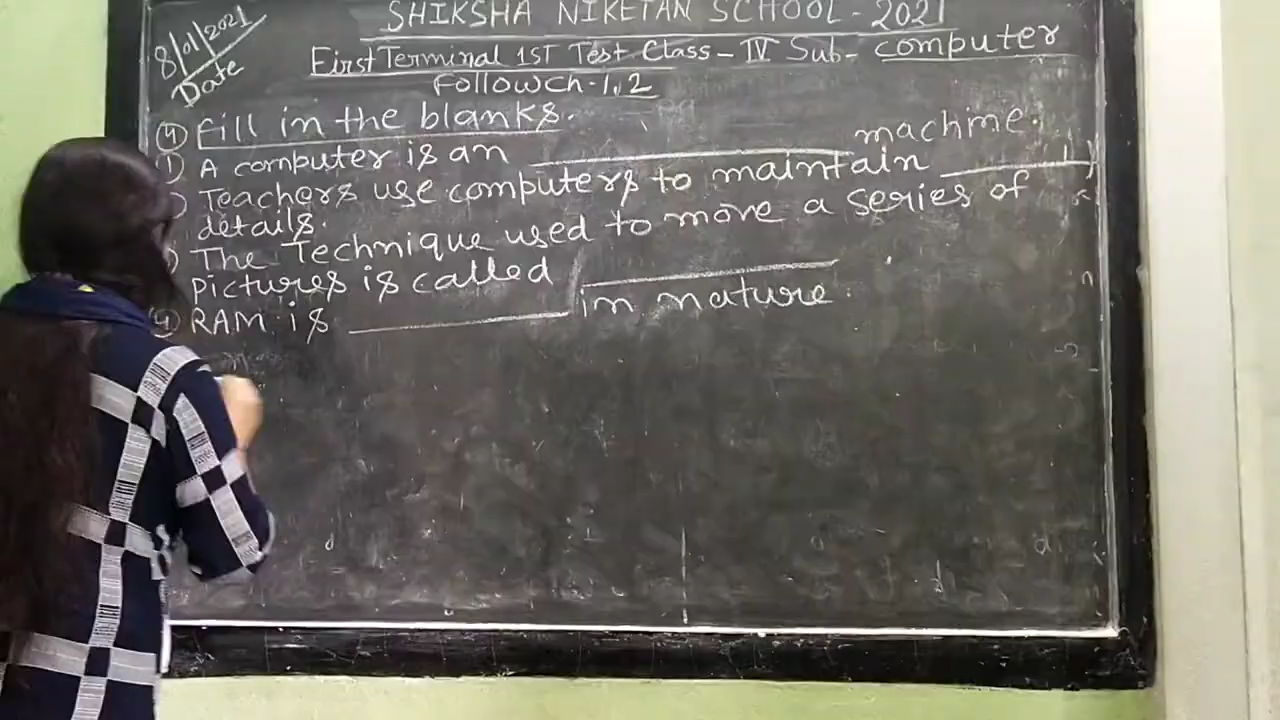 8/01/2021
Date
SHIKSHA NIKETAN SCHOOL - 2021
First Terminal 1ST Test Class - IV Sub - computer
Follow Ch-1,2
(4) Fill in the blanks.
1) A computer is an ________ machine.
) Teachers use computers to maintain ________
details.
) The Technique used to move a series of
pictures is called ________
(4) RAM is ________ in nature.